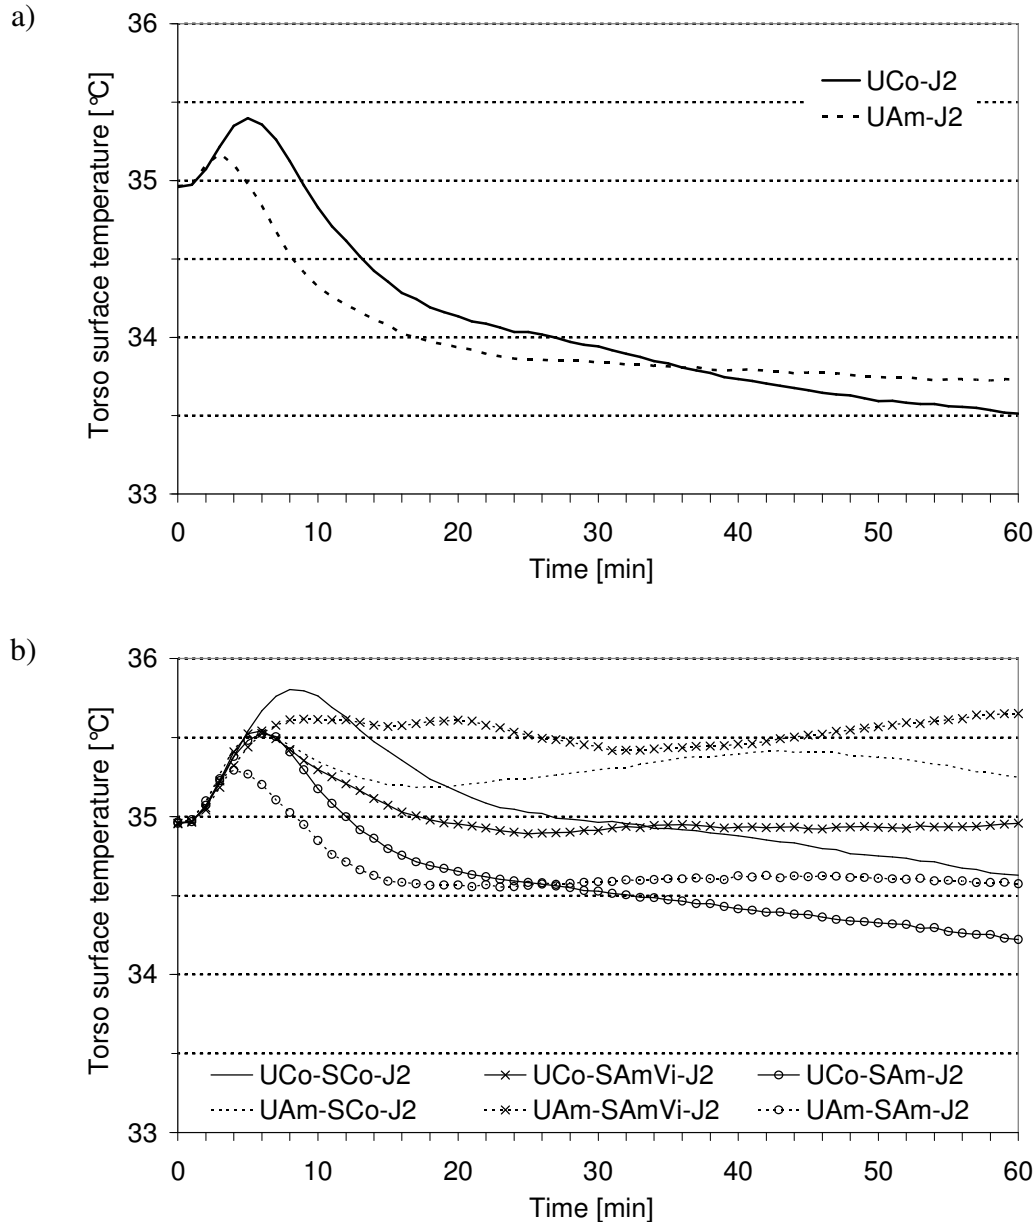 a)
Torso surface temperature [°C]
36
35
34
33
UCo-J2
UAm-J2
0 10 20 30 40 50 60
Time [min]
b)
Torso surface temperature [°C]
36
35
34
33
UCo-SCo-J2 UCo-SAmVi-J2 UCo-SAm-J2
UAm-SCo-J2 UAm-SAmVi-J2 UAm-SAm-J2
0 10 20 30 40 50 60
Time [min]